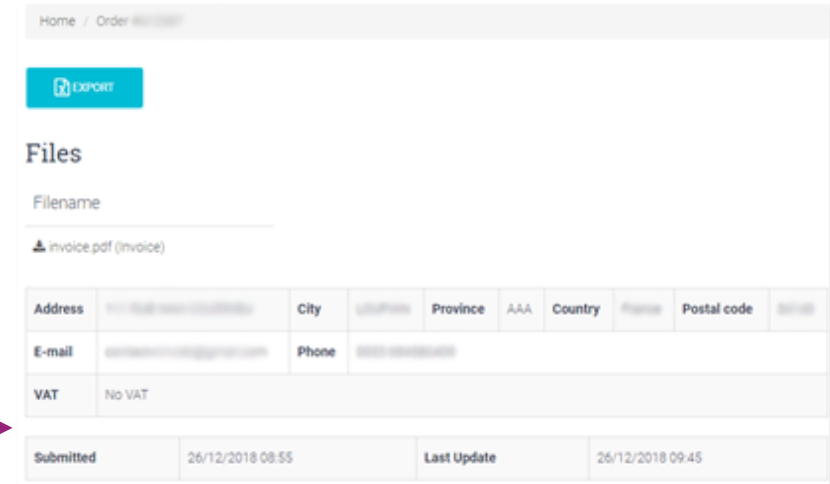 Home / Order
EXPORT
Files
Filename
invoice.pdf (Invoice)
Address City Province AAA Country Postal code
E-mail Phone
VAT No VAT
Submitted 26/12/2018 08:55 Last Update 26/12/2018 09:45